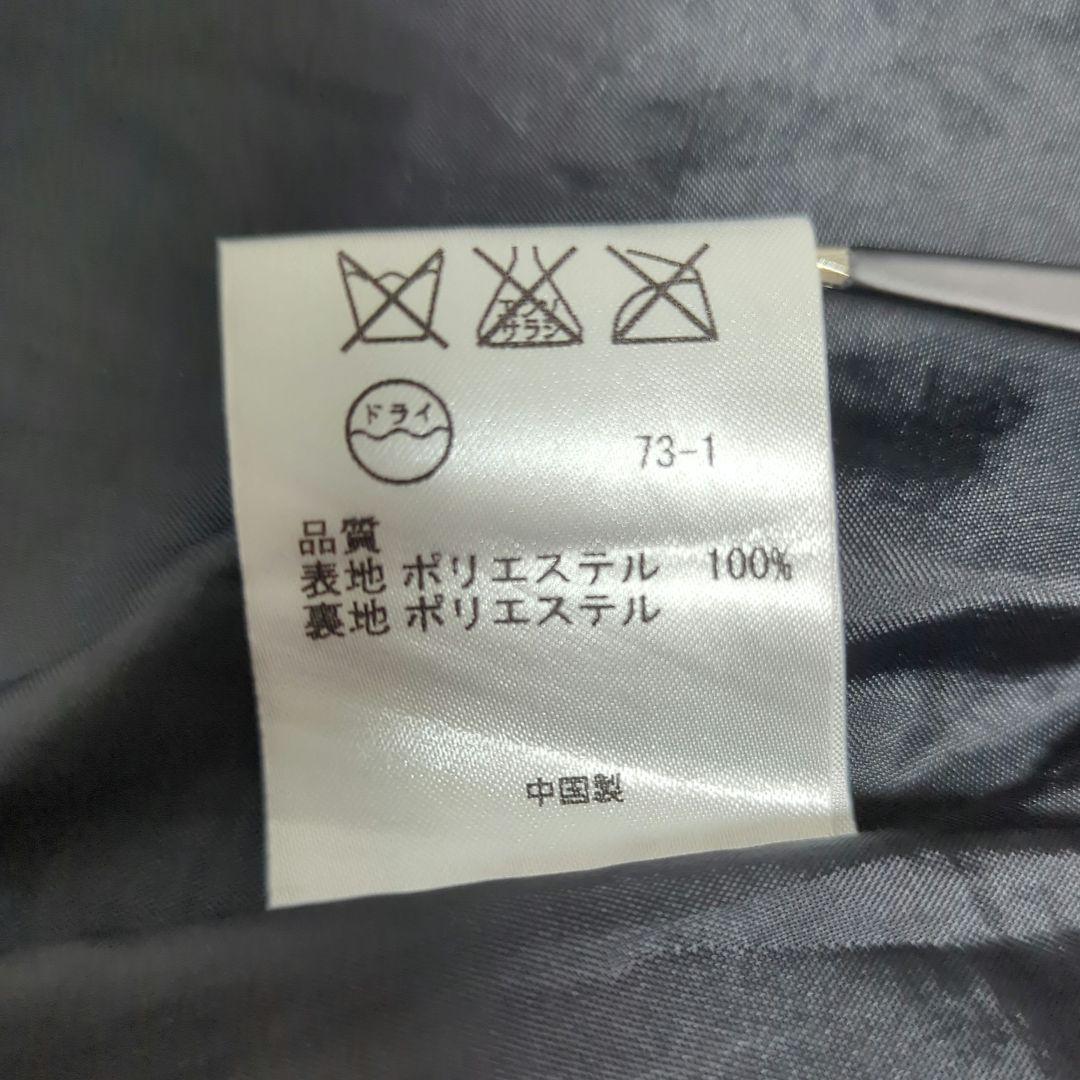 エンソ
サラシ
ドライ
73-1
品質
表地 ポリエステル 100%
裏地 ポリエステル
中国製